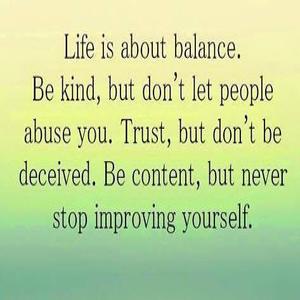 Life is about balance.
Be kind, but don't let people
abuse you. Trust, but don't be
deceived. Be content, but never
stop improving yourself.